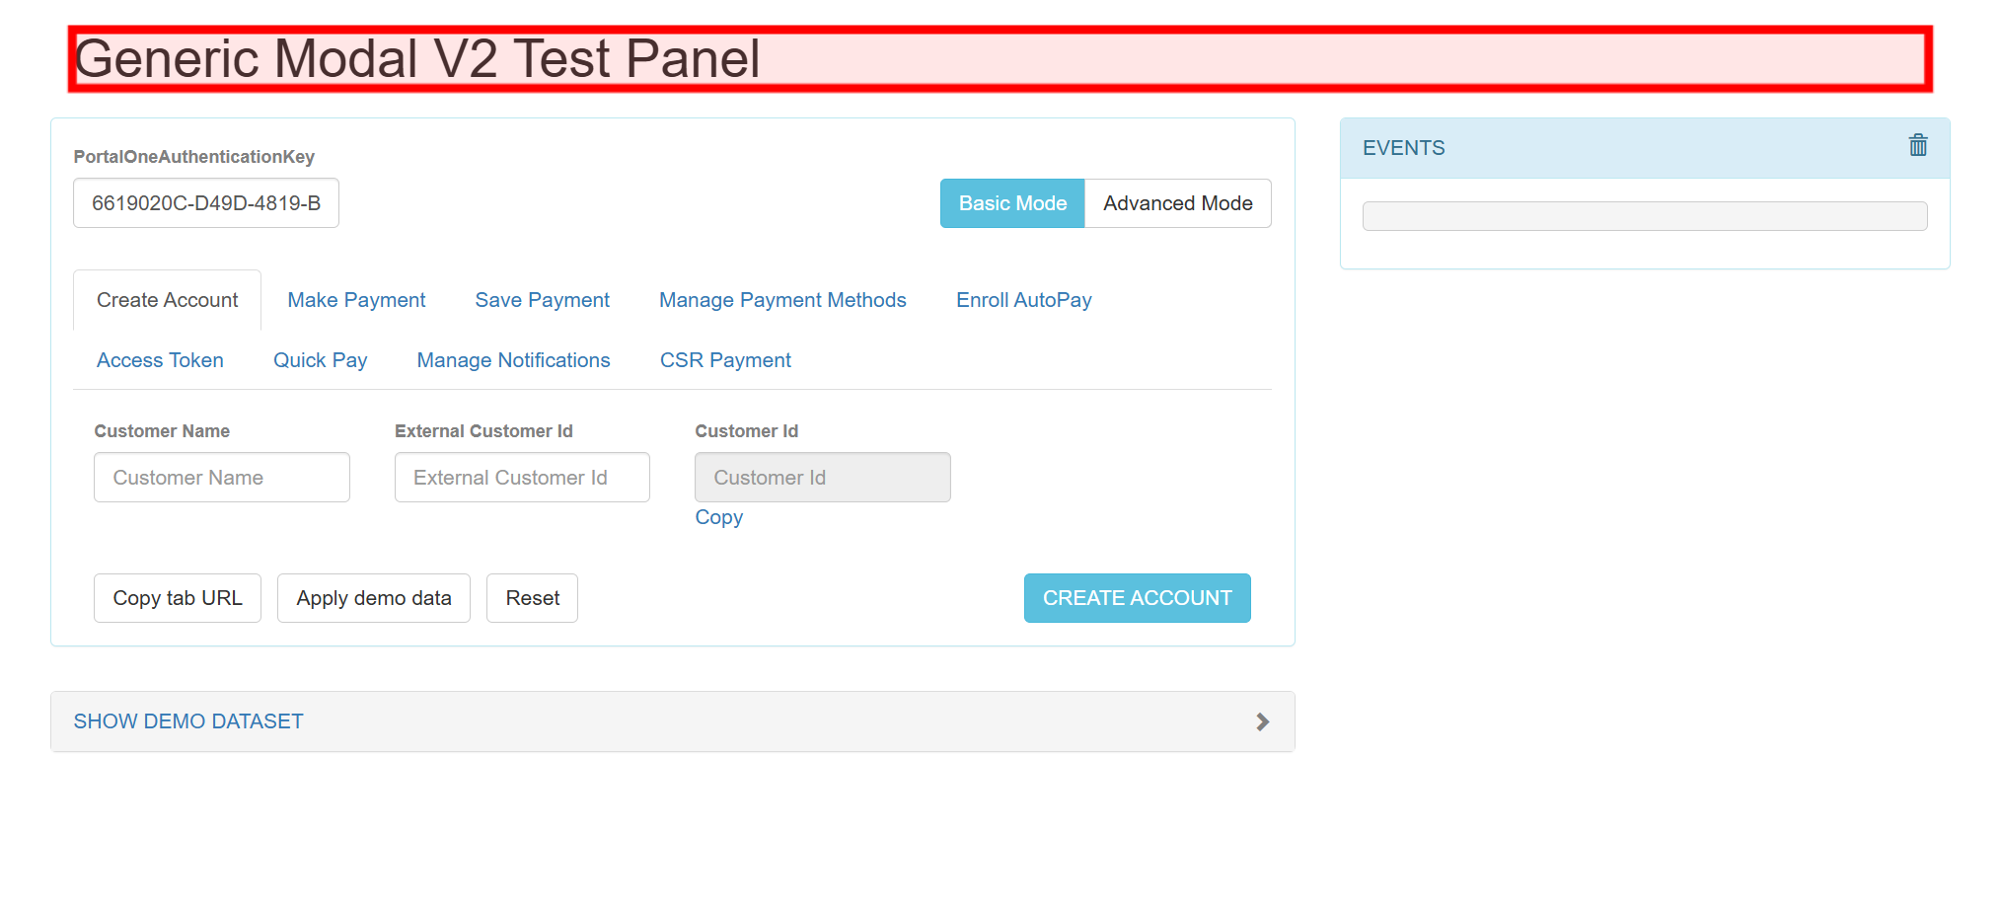 Generic Modal V2 Test Panel
PortalOneAuthenticationKey
6619020C-D49D-4819-B
Basic Mode
Advanced Mode
Create Account
Make Payment
Save Payment
Manage Payment Methods
Enroll AutoPay
Access Token
Quick Pay
Manage Notifications
CSR Payment
Customer Name
External Customer Id
Customer Id
Customer Name
External Customer Id
Customer Id
Copy
Copy tab URL
Apply demo data
Reset
CREATE ACCOUNT
SHOW DEMO DATASET
EVENTS